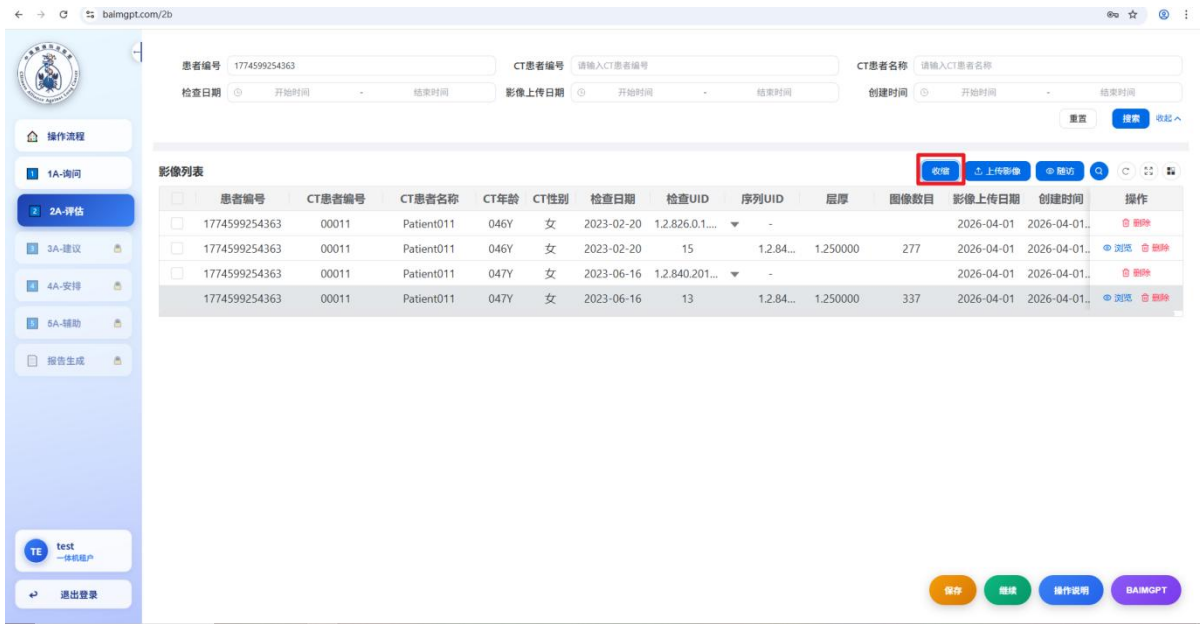 baimgpt.com/2b
患者编号 1774599254363 CT患者编号 请输入CT患者编号 CT患者名称 请输入CT患者名称
检查日期 开始时间 - 结束时间 影像上传日期 开始时间 - 结束时间 创建时间 开始时间 - 结束时间
重置 搜索 收起
操作流程
1 1A-询问
2 2A-评估
3 3A-建议
4 4A-安排
5 5A-辅助
报告生成
TE test
一体机租户
退出登录
影像列表 收缩 上传影像 随访
患者编号 CT患者编号 CT患者名称 CT年龄 CT性别 检查日期 检查UID 序列UID 层厚 图像数目 影像上传日期 创建时间 操作
1774599254363 00011 Patient011 046Y 女 2023-02-20 1.2.826.0.1.... - 2026-04-01 2026-04-01.. 删除
1774599254363 00011 Patient011 046Y 女 2023-02-20 15 1.2.84... 1.250000 277 2026-04-01 2026-04-01.. 浏览 删除
1774599254363 00011 Patient011 047Y 女 2023-06-16 1.2.840.201... - 2026-04-01 2026-04-01.. 删除
1774599254363 00011 Patient011 047Y 女 2023-06-16 13 1.2.84... 1.250000 337 2026-04-01 2026-04-01.. 浏览 删除
保存 继续 操作说明 BAIMGPT